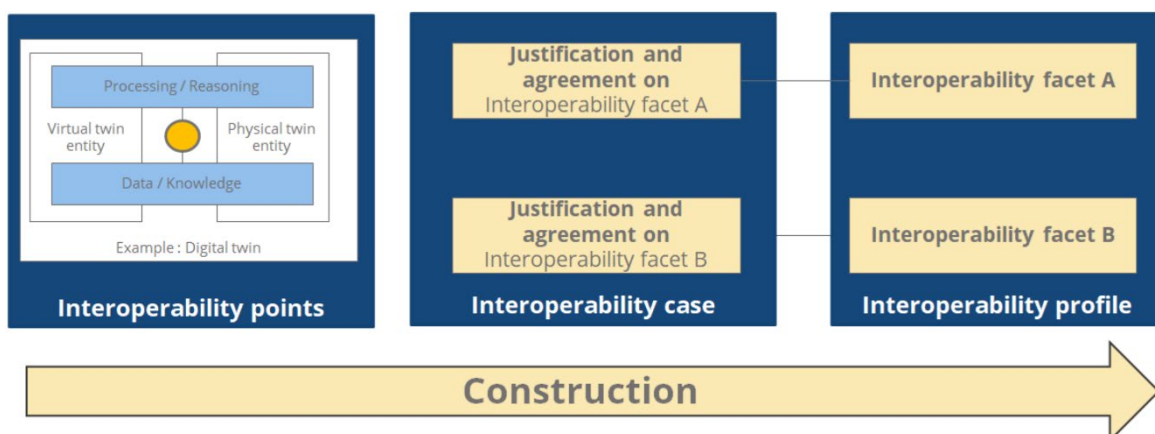 Processing / Reasoning
Virtual twin
entity
Physical twin
entity
Data / Knowledge
Example : Digital twin
Interoperability points
Justification and
agreement on
Interoperability facet A
Justification and
agreement on
Interoperability facet B
Interoperability case
Interoperability facet A
Interoperability facet B
Interoperability profile
Construction